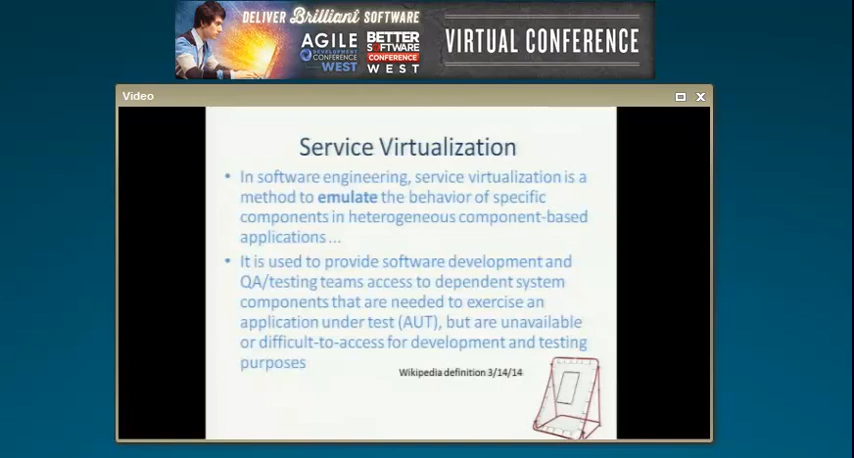 DELIVER Brilliant SOFTWARE
AGILE
DEVELOPMENT
CONFERENCE
WEST
BETTER
SOFTWARE
CONFERENCE
WEST
VIRTUAL CONFERENCE
Video
Service Virtualization
• In software engineering, service virtualization is a
method to emulate the behavior of specific
components in heterogeneous component-based
applications ...
• It is used to provide software development and
QA/testing teams access to dependent system
components that are needed to exercise an
application under test (AUT), but are unavailable
or difficult-to-access for development and testing
purposes
Wikipedia definition 3/14/14